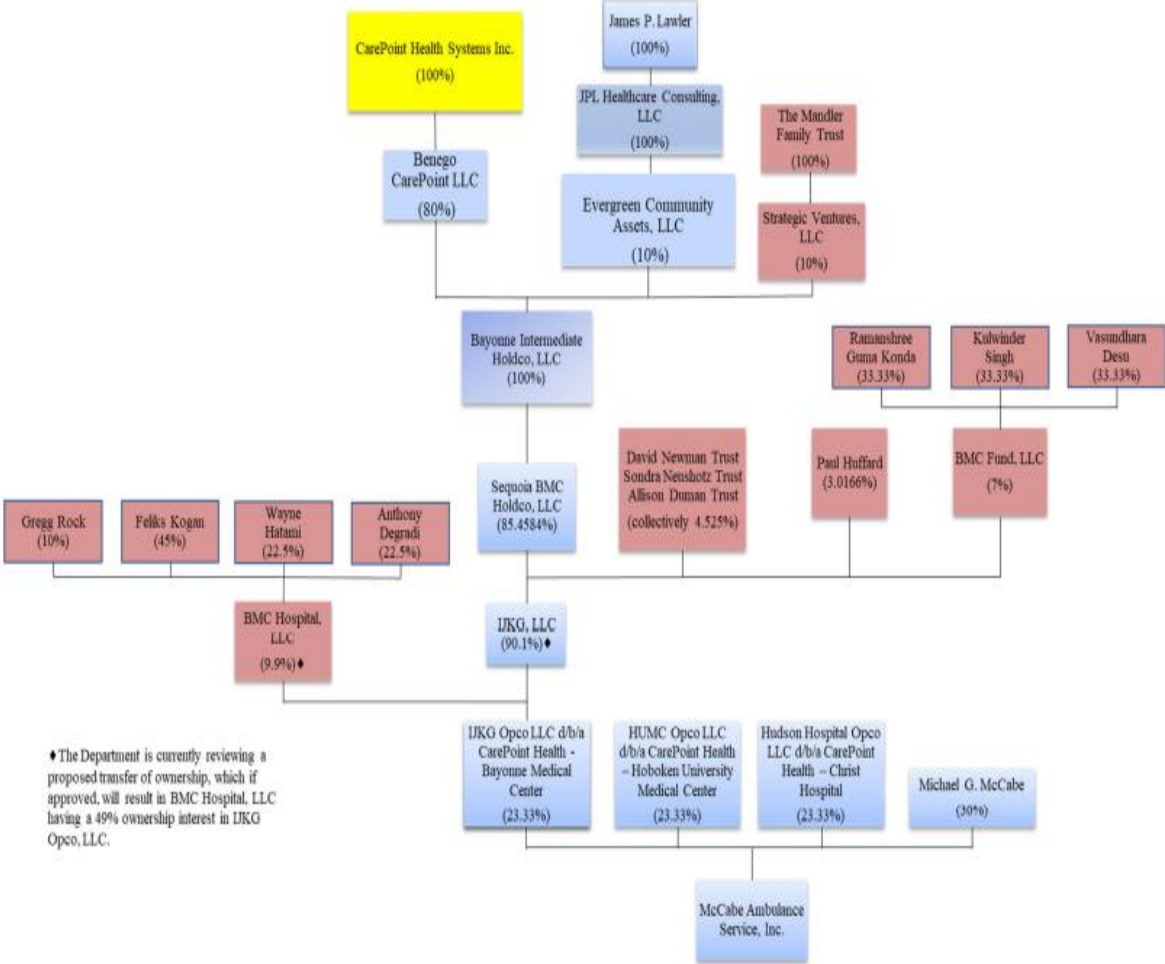 James P. Lawler
(100%)
CarePoint Health Systems Inc.
(100%)
JPL Healthcare Consulting,
LLC
(100%)
The Mandler
Family Trust
(100%)
Benego
CarePoint LLC
(80%)
Evergreen Community
Assets, LLC
(10%)
Strategic Ventures,
LLC
(10%)
Bayonne Intermediate
Holdco, LLC
(100%)
Ramanshree
Guma Konda
(33.33%)
Kulwinder
Singh
(33.33%)
Vasundhara
Desu
(33.33%)
Sequoia BMC
Holdco, LLC
(85.4584%)
David Newman Trust
Sondra Neushotz Trust
Allison Duman Trust
(collectively 4.525%)
Paul Huffard
(3.0166%)
BMC Fund, LLC
(7%)
Gregg Rock
(10%)
Feliks Kogan
(45%)
Wayne
Hatami
(22.5%)
Anthony
Degradi
(22.5%)
BMC Hospital,
LLC
(9.9%)♦
IJKG, LLC
(90.1%)♦
♦The Department is currently reviewing a
proposed transfer of ownership, which if
approved, will result in BMC Hospital, LLC
having a 49% ownership interest in IJKG
Opco, LLC.
IJKG Opco LLC d/b/a
CarePoint Health -
Bayonne Medical
Center
(23.33%)
HUMC Opco LLC
d/b/a CarePoint Health
– Hoboken University
Medical Center
(23.33%)
Hudson Hospital Opco
LLC d/b/a CarePoint
Health – Christ
Hospital
(23.33%)
Michael G. McCabe
(30%)
McCabe Ambulance
Service, Inc.